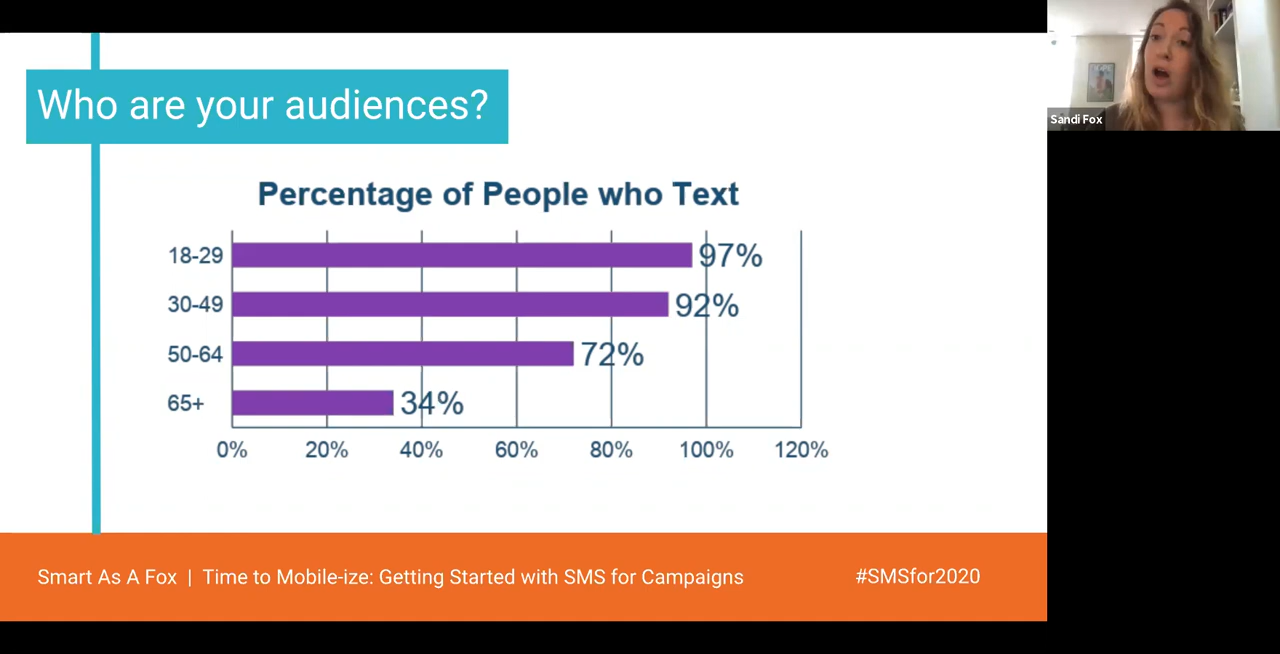 Who are your audiences?
Sandi Fox
Percentage of People who Text
18-29 97%
30-49 92%
50-64 72%
65+ 34%
0% 20% 40% 60% 80% 100% 120%
Smart As A Fox | Time to Mobile-ize: Getting Started with SMS for Campaigns #SMSfor2020